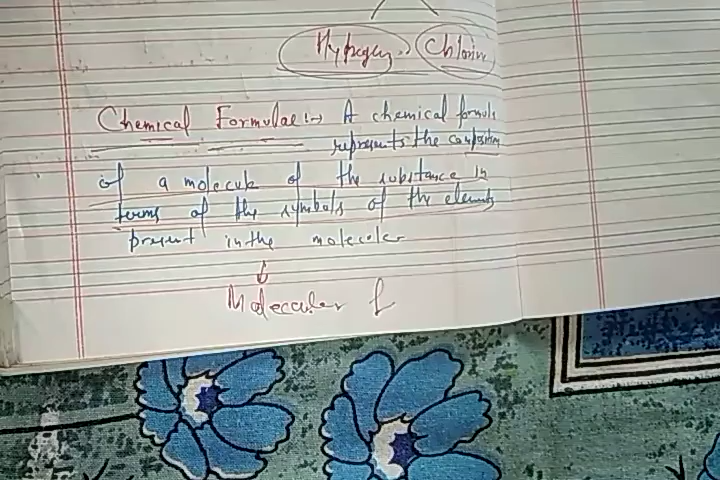 Hydrogen Chlorine
Chemical Formulae:→ A chemical formula
represents the composition
of a molecule of the substance in
terms of the symbols of the elements
present in the molecular
Molecular f